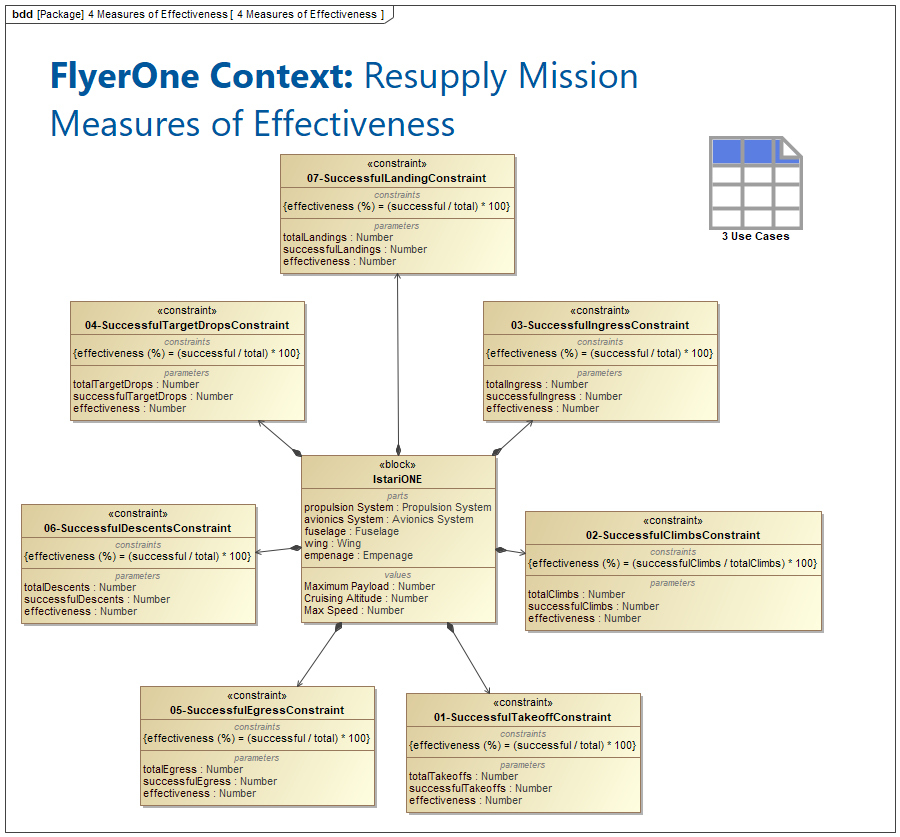 bdd [Package] 4 Measures of Effectiveness [ 4 Measures of Effectiveness ]
FlyerOne Context: Resupply Mission
Measures of Effectiveness
3 Use Cases
«constraint»
07-SuccessfulLandingConstraint
constraints
{effectiveness (%) = (successful / total) * 100}
parameters
totalLandings : Number
successfulLandings : Number
effectiveness : Number
«constraint»
04-SuccessfulTargetDropsConstraint
constraints
{effectiveness (%) = (successful / total) * 100}
parameters
totalTargetDrops : Number
successfulTargetDrops : Number
effectiveness : Number
«constraint»
03-SuccessfulIngressConstraint
constraints
{effectiveness (%) = (successful / total) * 100}
parameters
totalIngress : Number
successfulIngress : Number
effectiveness : Number
«block»
IstariONE
parts
propulsion System : Propulsion System
avionics System : Avionics System
fuselage : Fuselage
wing : Wing
empenage : Empenage
values
Maximum Payload : Number
Cruising Altitude : Number
Max Speed : Number
«constraint»
06-SuccessfulDescentsConstraint
constraints
{effectiveness (%) = (successful / total) * 100}
parameters
totalDescents : Number
successfulDescents : Number
effectiveness : Number
«constraint»
02-SuccessfulClimbsConstraint
constraints
{effectiveness (%) = (successfulClimbs / totalClimbs) * 100}
parameters
totalClimbs : Number
successfulClimbs : Number
effectiveness : Number
«constraint»
05-SuccessfulEgressConstraint
constraints
{effectiveness (%) = (successful / total) * 100}
parameters
totalEgress : Number
successfulEgress : Number
effectiveness : Number
«constraint»
01-SuccessfulTakeoffConstraint
constraints
{effectiveness (%) = (successful / total) * 100}
parameters
totalTakeoffs : Number
successfulTakeoffs : Number
effectiveness : Number